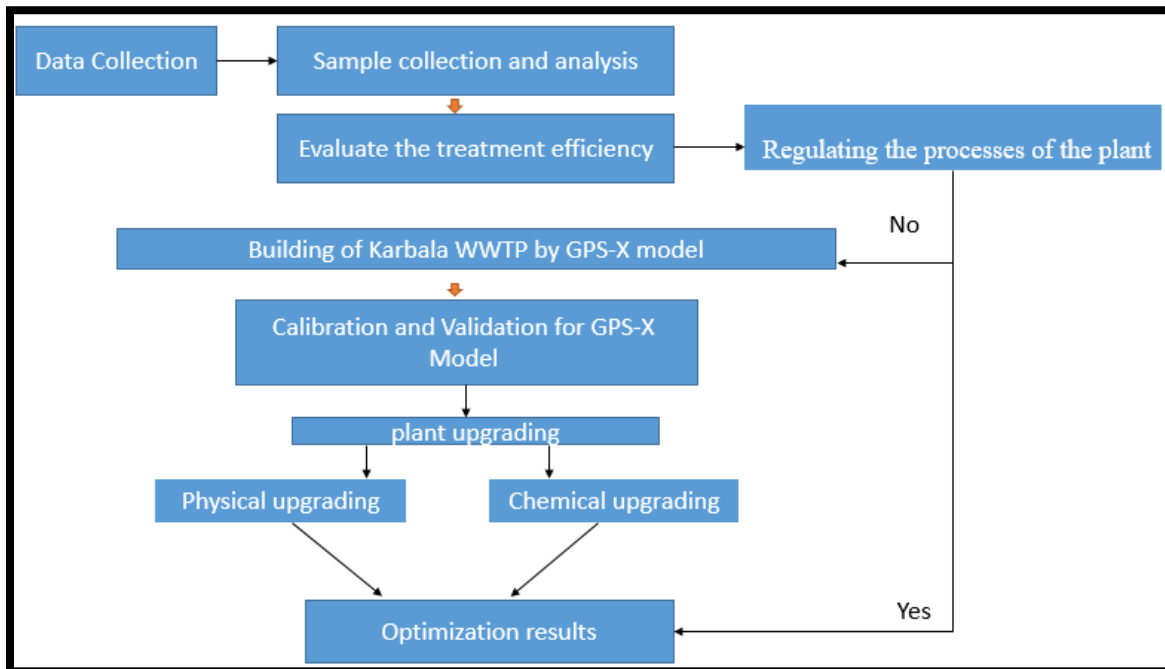 Data Collection
Sample collection and analysis
Evaluate the treatment efficiency
Regulating the processes of the plant
No
Building of Karbala WWTP by GPS-X model
Calibration and Validation for GPS-X
Model
plant upgrading
Physical upgrading
Chemical upgrading
Yes
Optimization results